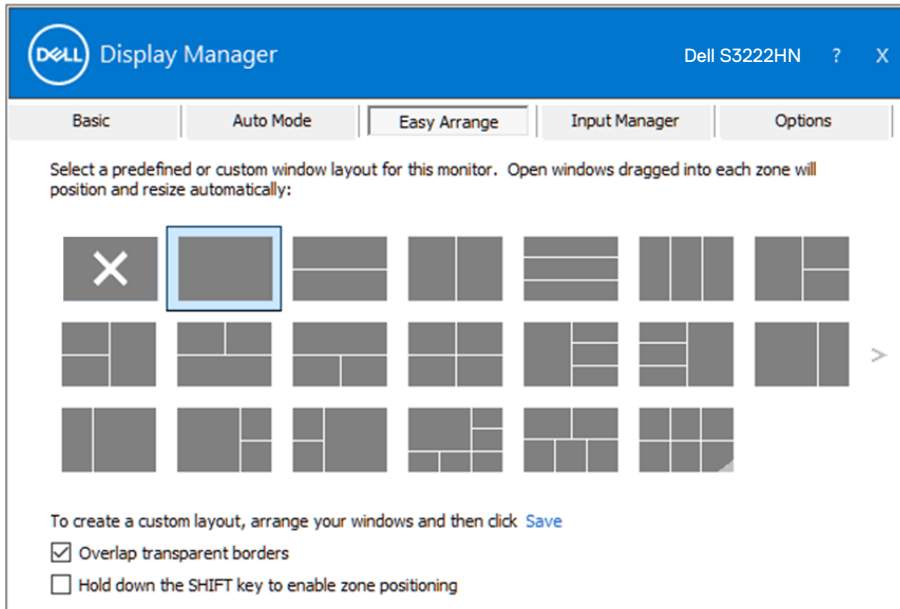 DELL Display Manager Dell S3222HN ? X
Basic Auto Mode Easy Arrange Input Manager Options
Select a predefined or custom window layout for this monitor. Open windows dragged into each zone will
position and resize automatically:
>
To create a custom layout, arrange your windows and then click Save
Overlap transparent borders
Hold down the SHIFT key to enable zone positioning